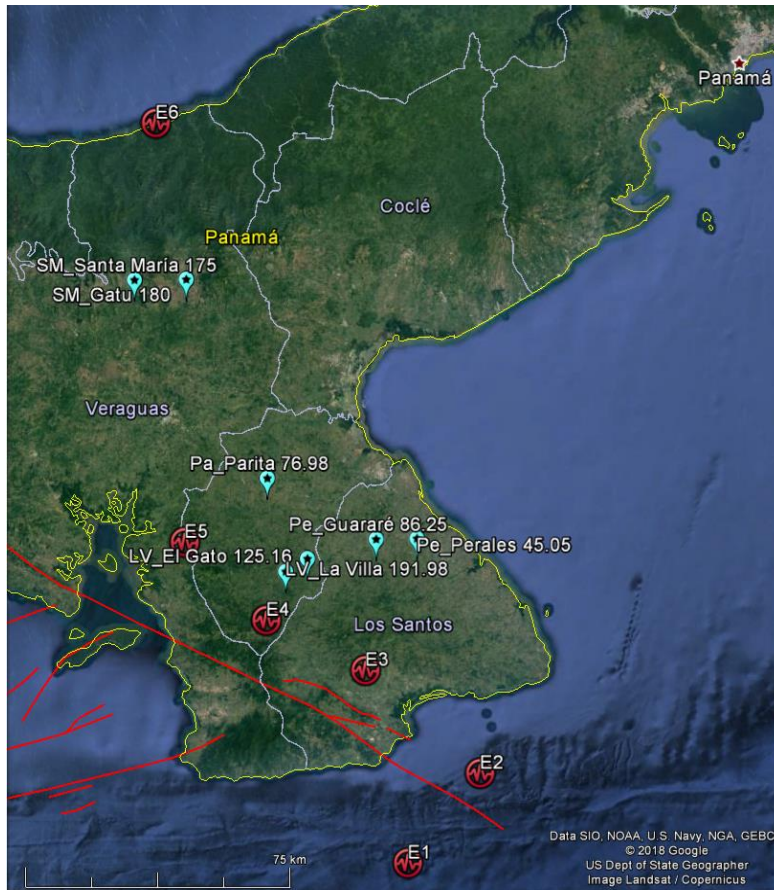 E6
Panamá
Coclé
Panamá
SM_Santa María 175
SM_Gatu 180
Veraguas
Pa_Parita 76.98
Pe_Guararé 86.25
E5
Pe_Perales 45.05
LV_El Gato 125.16
LV_La Villa 191.98
E4
Los Santos
E3
E2
E1
75 km
Data SIO, NOAA, U.S. Navy, NGA, GEBC
© 2018 Google
US Dept of State Geographer
Image Landsat / Copernicus